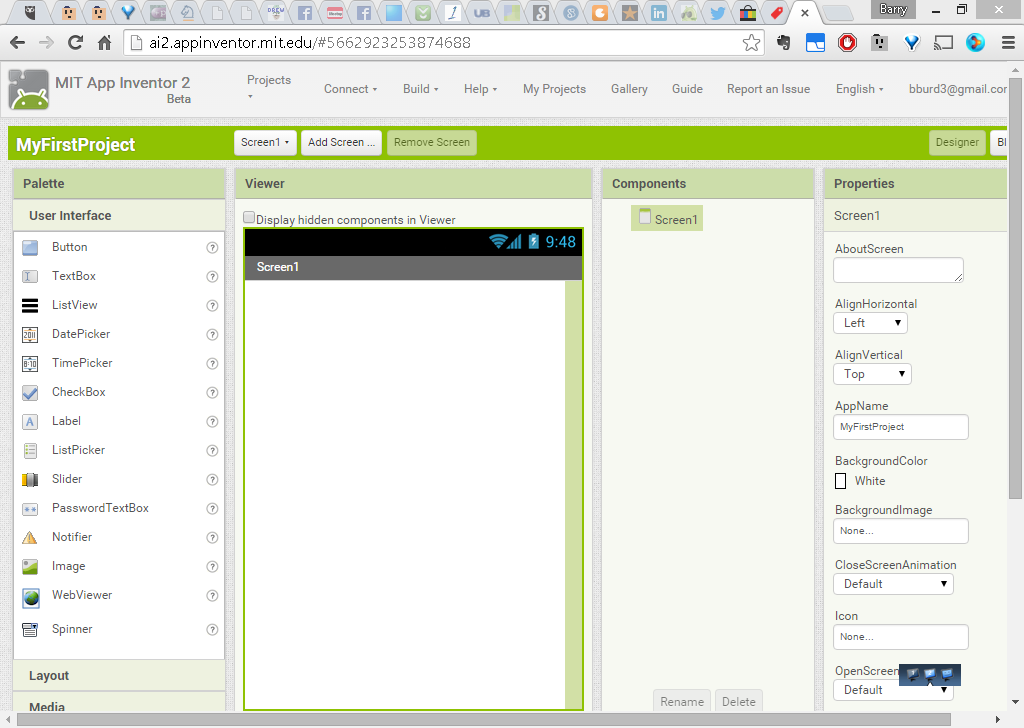 Barry
ai2.appinventor.mit.edu/#5662923253874688
MIT App Inventor 2
Beta
Projects
Connect
Build
Help
My Projects
Gallery
Guide
Report an Issue
English
bburd3@gmail.com
MyFirstProject
Screen1
Add Screen ...
Remove Screen
Designer
Bl
Palette
User Interface
Button
TextBox
ListView
DatePicker
TimePicker
CheckBox
Label
ListPicker
Slider
PasswordTextBox
Notifier
Image
WebViewer
Spinner
Layout
Media
Viewer
Display hidden components in Viewer
9:48
Screen1
Components
Screen1
Rename
Delete
Properties
Screen1
AboutScreen
AlignHorizontal
Left
AlignVertical
Top
AppName
MyFirstProject
BackgroundColor
White
BackgroundImage
None...
CloseScreenAnimation
Default
Icon
None...
OpenScreen
Default